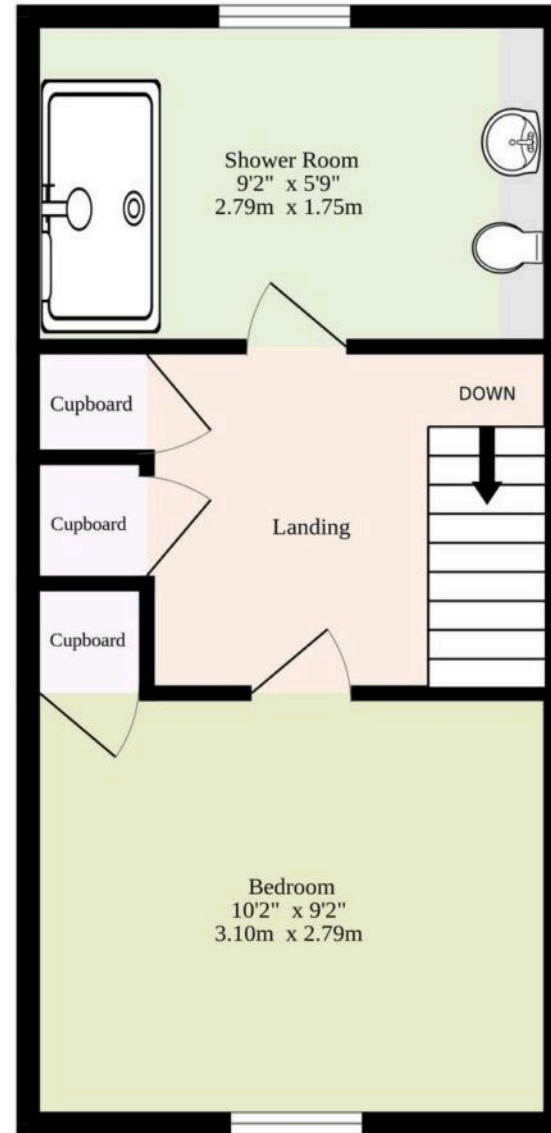 Shower Room
9'2" x 5'9"
2.79m x 1.75m
Cupboard
DOWN
Cupboard
Landing
Cupboard
Bedroom
10'2" x 9'2"
3.10m x 2.79m